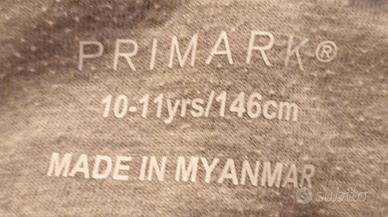 PRIMARK®
10-11yrs/146cm
MADE IN MYANMAR
subito